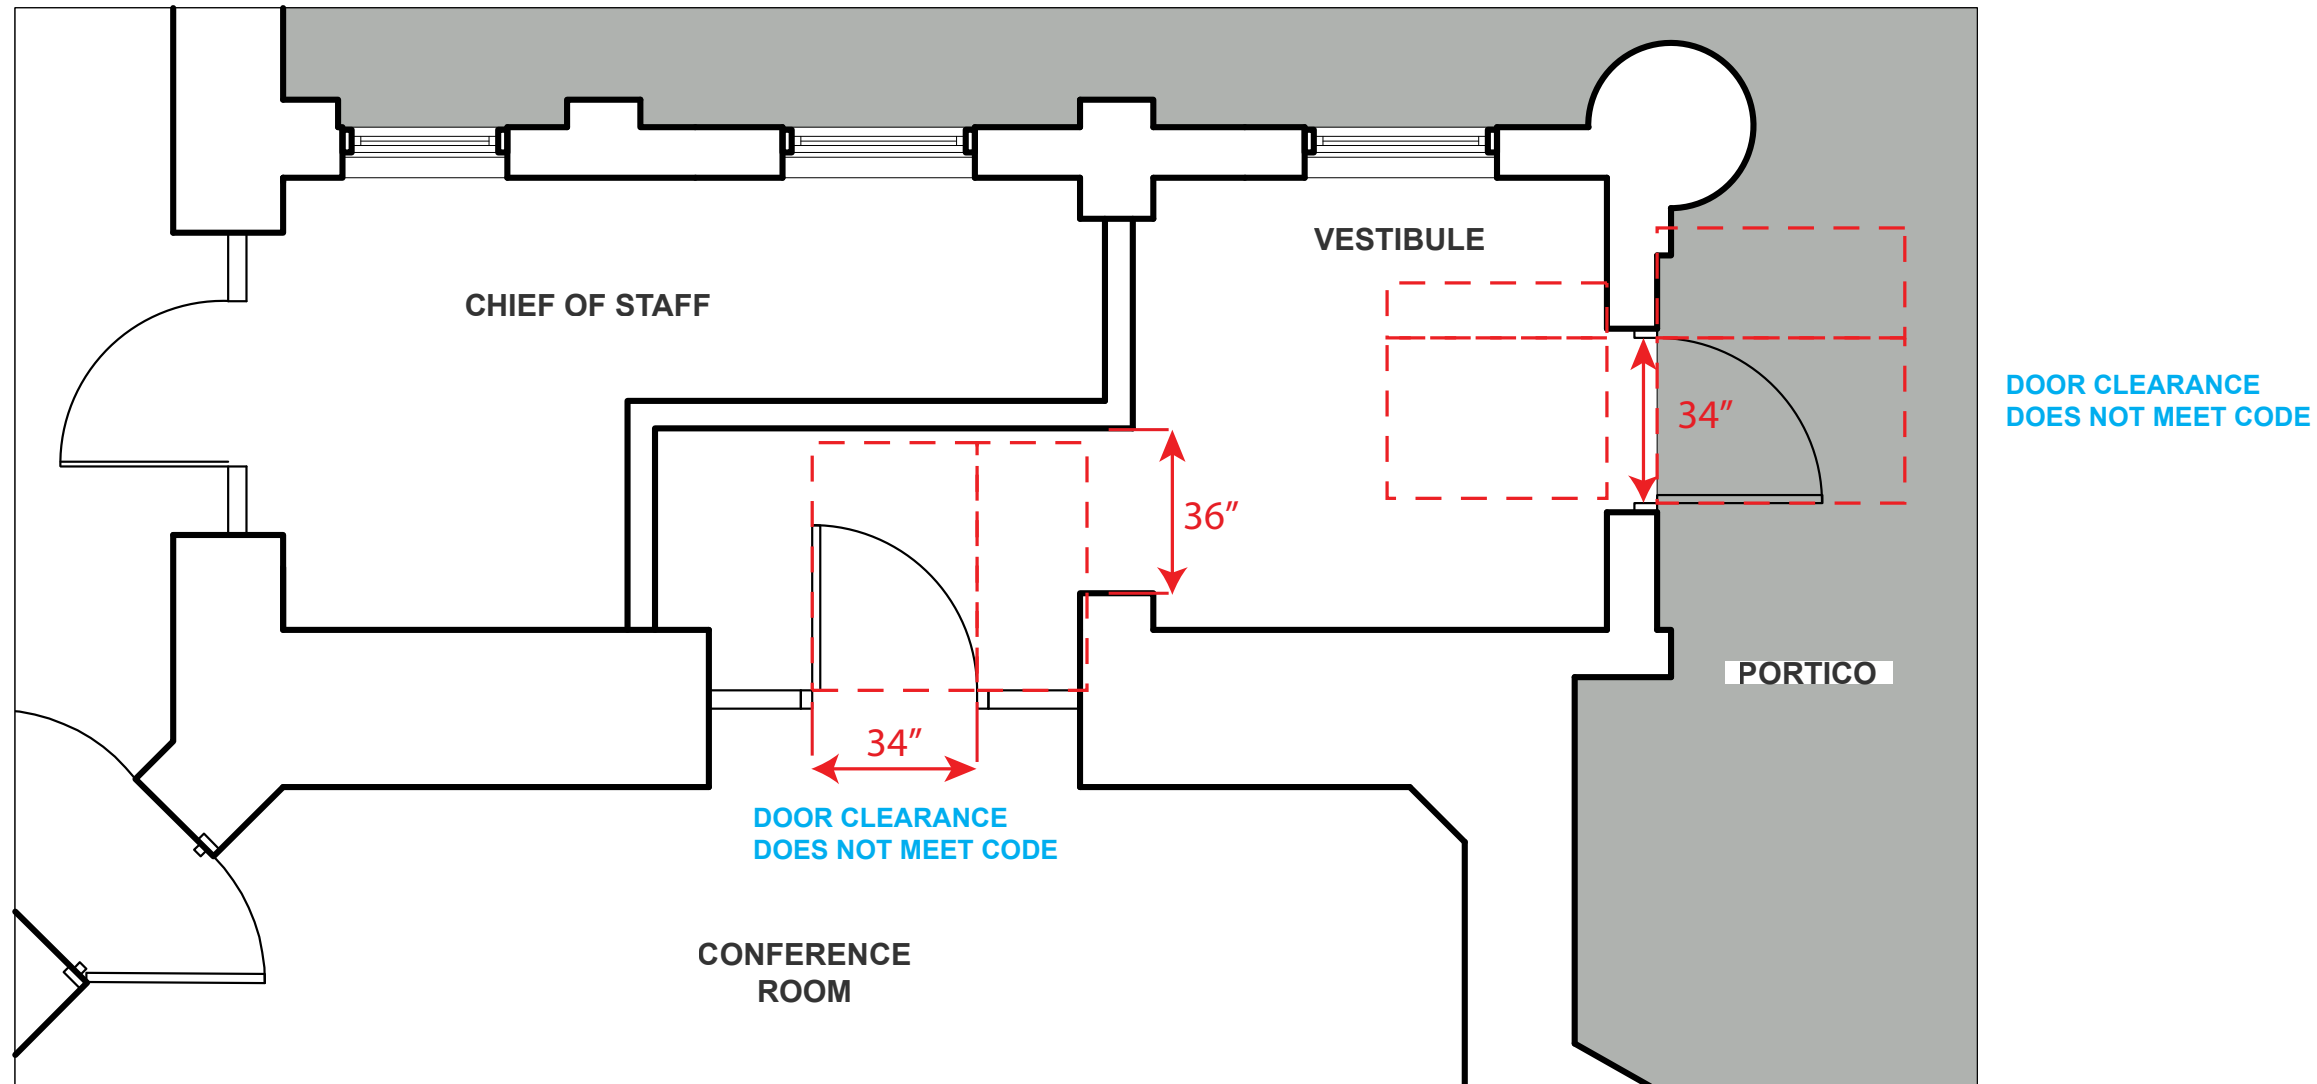 VESTIBULE
CHIEF OF STAFF
DOOR CLEARANCE
DOES NOT MEET CODE
34”
36”
PORTICO
34”
DOOR CLEARANCE
DOES NOT MEET CODE
CONFERENCE
ROOM